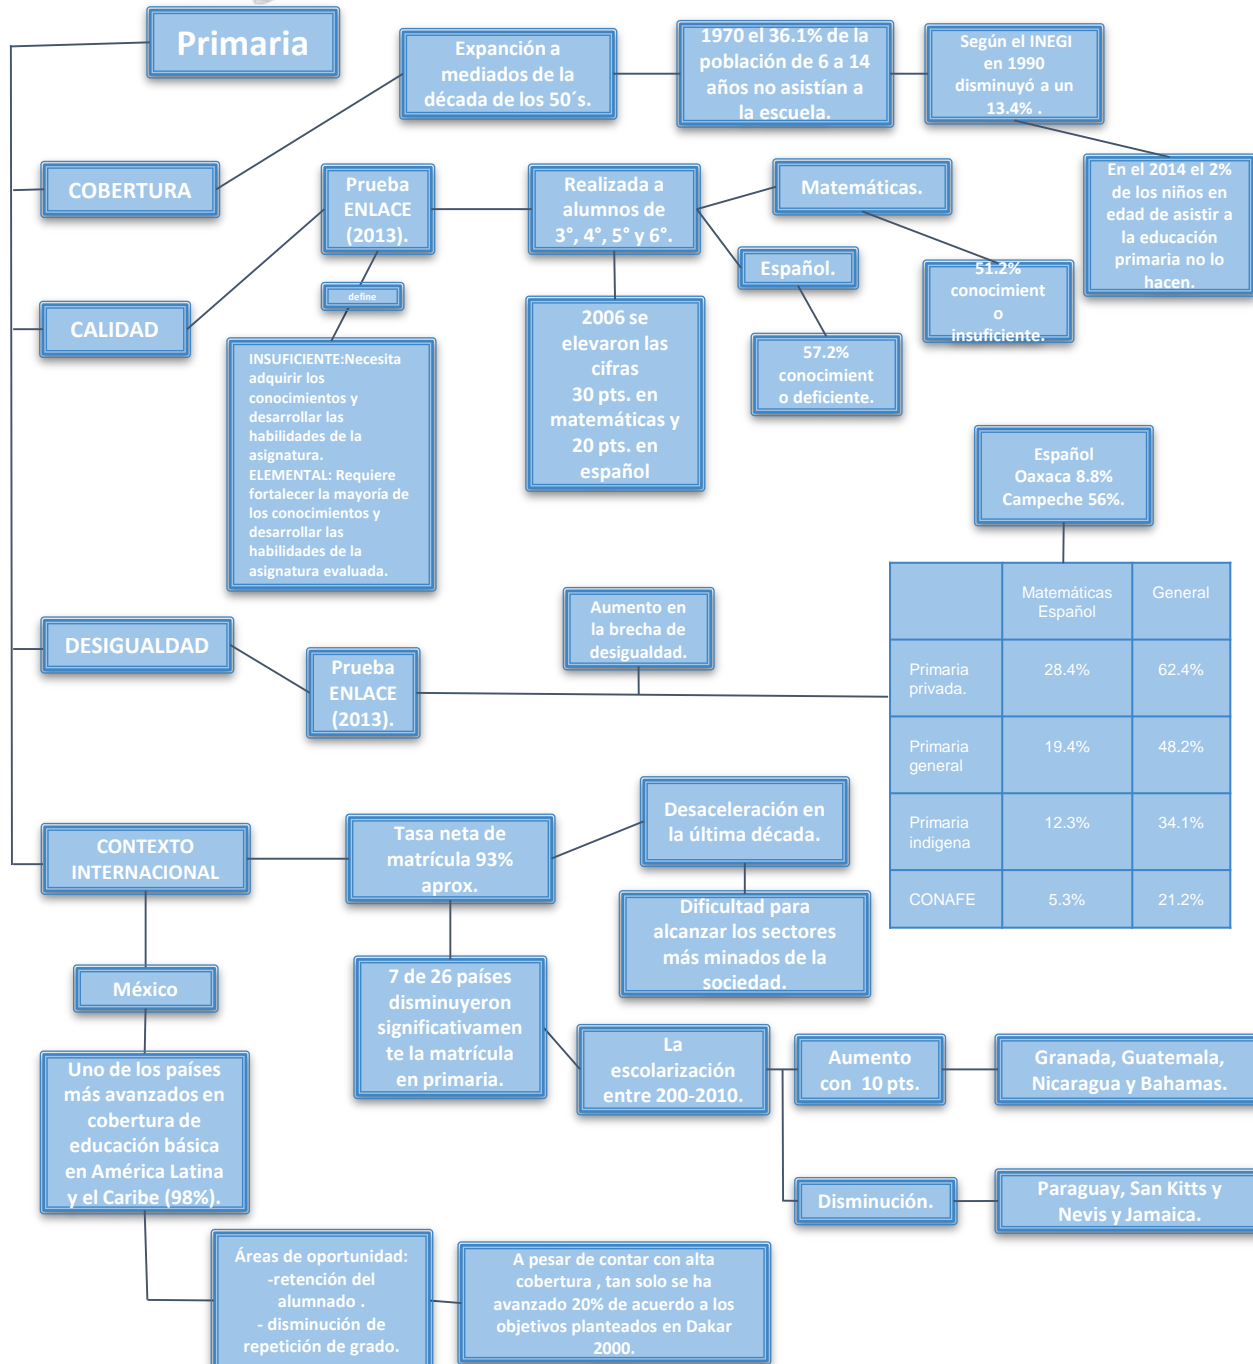 Primaria
COBERTURA
Expanción a
mediados de la
década de los 50´s.
1970 el 36.1% de la
población de 6 a 14
años no asistían a
la escuela.
Según el INEGI
en 1990
disminuyó a un
13.4% .
En el 2014 el 2%
de los niños en
edad de asistir a
la educación
primaria no lo
hacen.
CALIDAD
Prueba
ENLACE
(2013).
define
INSUFICIENTE:Necesita
adquirir los
conocimientos y
desarrollar las
habilidades de la
asignatura.
ELEMENTAL: Requiere
fortalecer la mayoría de
los conocimientos y
desarrollar las
habilidades de la
asignatura evaluada.
Realizada a
alumnos de
3°, 4°, 5° y 6°.
2006 se
elevaron las
cifras
30 pts. en
matemáticas y
20 pts. en
español
Matemáticas.
51.2%
conocimient
o
insuficiente.
Español.
57.2%
conocimient
o deficiente.
DESIGUALDAD
Prueba
ENLACE
(2013).
Aumento en
la brecha de
desigualdad.
Español
Oaxaca 8.8%
Campeche 56%.
Matemáticas
Español
General
Primaria
privada.
28.4%
62.4%
Primaria
general
19.4%
48.2%
Primaria
indigena
12.3%
34.1%
CONAFE
5.3%
21.2%
CONTEXTO
INTERNACIONAL
Tasa neta de
matrícula 93%
aprox.
Desaceleración en
la última década.
Dificultad para
alcanzar los sectores
más minados de la
sociedad.
7 de 26 países
disminuyeron
significativamen
te la matrícula
en primaria.
La
escolarización
entre 200-2010.
Aumento
con 10 pts.
Granada, Guatemala,
Nicaragua y Bahamas.
Disminución.
Paraguay, San Kitts y
Nevis y Jamaica.
México
Uno de los países
más avanzados en
cobertura de
educación básica
en América Latina
y el Caribe (98%).
Áreas de oportunidad:
-retención del
alumnado .
- disminución de
repetición de grado.
A pesar de contar con alta
cobertura , tan solo se ha
avanzado 20% de acuerdo a los
objetivos planteados en Dakar
2000.